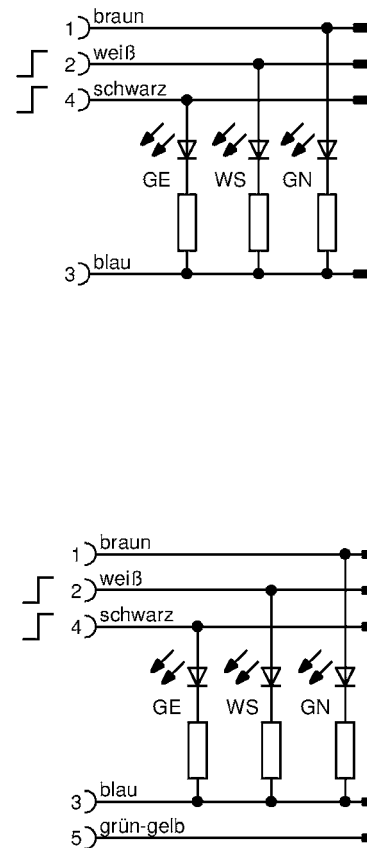 1 braun
2 weiß
4 schwarz
GE WS GN
3 blau
1 braun
2 weiß
4 schwarz
GE WS GN
3 blau
5 grün-gelb